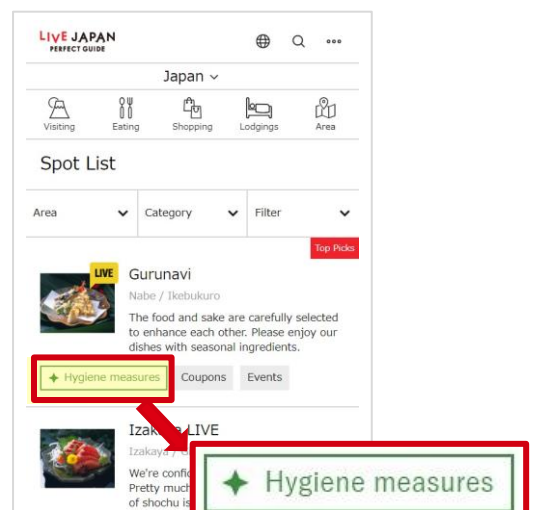 LIVE JAPAN
PERFECT GUIDE
Japan
Visiting Eating Shopping Lodgings Area
Spot List
Area Category Filter
Top Picks
LIVE
Gurunavi
Nabe / Ikebukuro
The food and sake are carefully selected
to enhance each other. Please enjoy our
dishes with seasonal ingredients.
Hygiene measures Coupons Events
LIVE
Izakaya /
We're
Pretty much
of shochu is
Hygiene measures